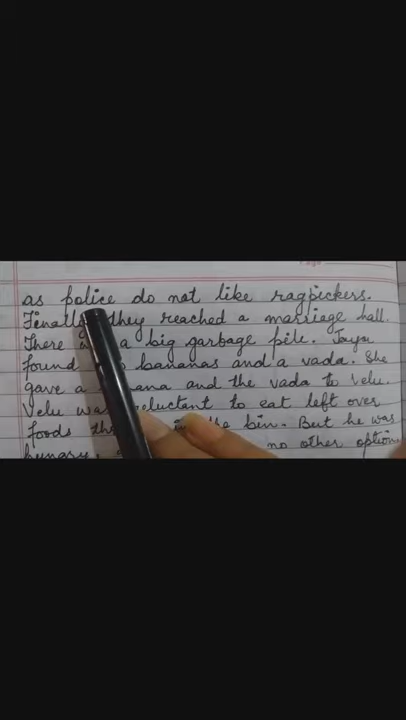 as police do not like ragpickers.
Finally they reached a marriage hall.
There a big garbage pile. Jaya
found bananas and a vada. She
gave a and the vada to Velu.
Velu was reluctant to eat left over
foods the bin. But he was
hungry. no other option